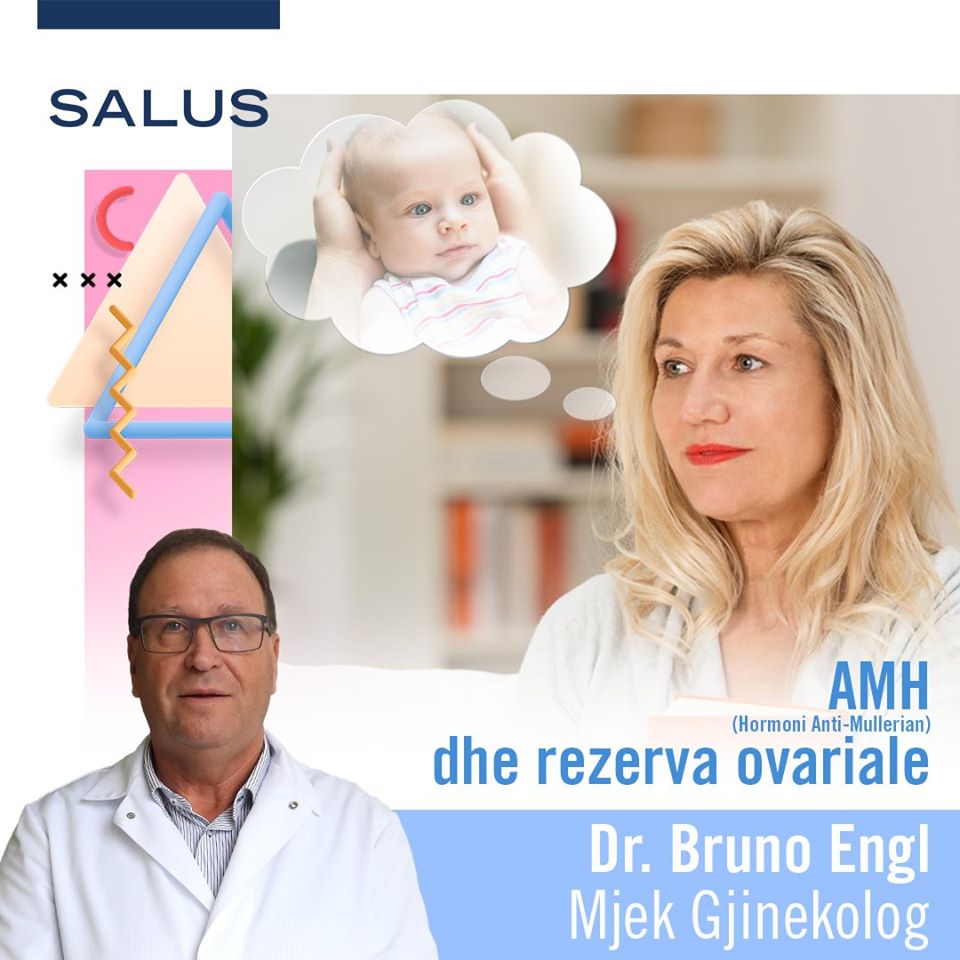 SALUS
AMH
(Hormoni Anti-Mullerian)
dhe rezerva ovariale
Dr. Bruno Engl
Mjek Gjinekolog